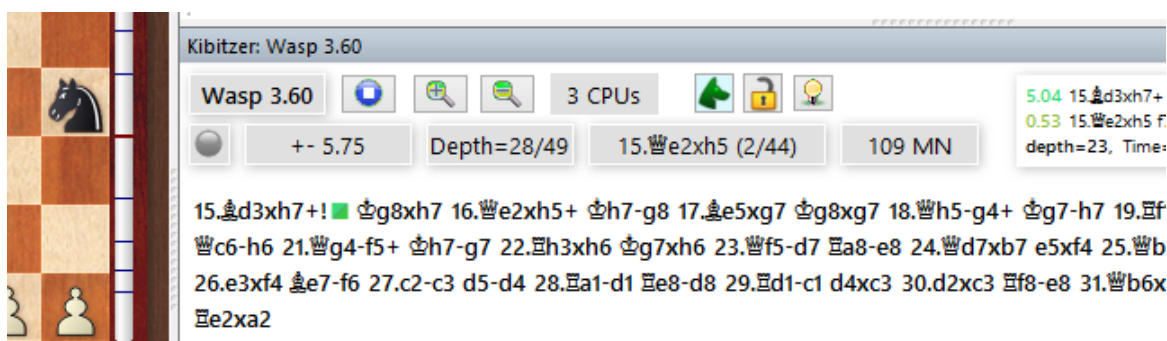 Kibitzer: Wasp 3.60
Wasp 3.60
3 CPUs
+- 5.75
Depth=28/49
15.♕e2xh5 (2/44)
109 MN
5.04 15.♗d3xh7+
0.53 15.♕e2xh5
depth=23, Time=
15.♗d3xh7+! ♔g8xh7 16.♕e2xh5+ ♔h7-g8 17.♗e5xg7 ♔g8xg7 18.♕h5-g4+ ♔g7-h7
♕c6-h6 21.♕g4-f5+ ♔h7-g7 22.♖h3xh6 ♔g7xh6 23.♕f5-d7 ♖a8-e8 24.♕d7xb7 e5xf4
26.e3xf4 ♗e7-f6 27.c2-c3 d5-d4 28.♖a1-d1 ♖e8-d8 29.♖d1-c1 d4xc3 30.d2xc3 ♖f8-e8
♖e2xa2